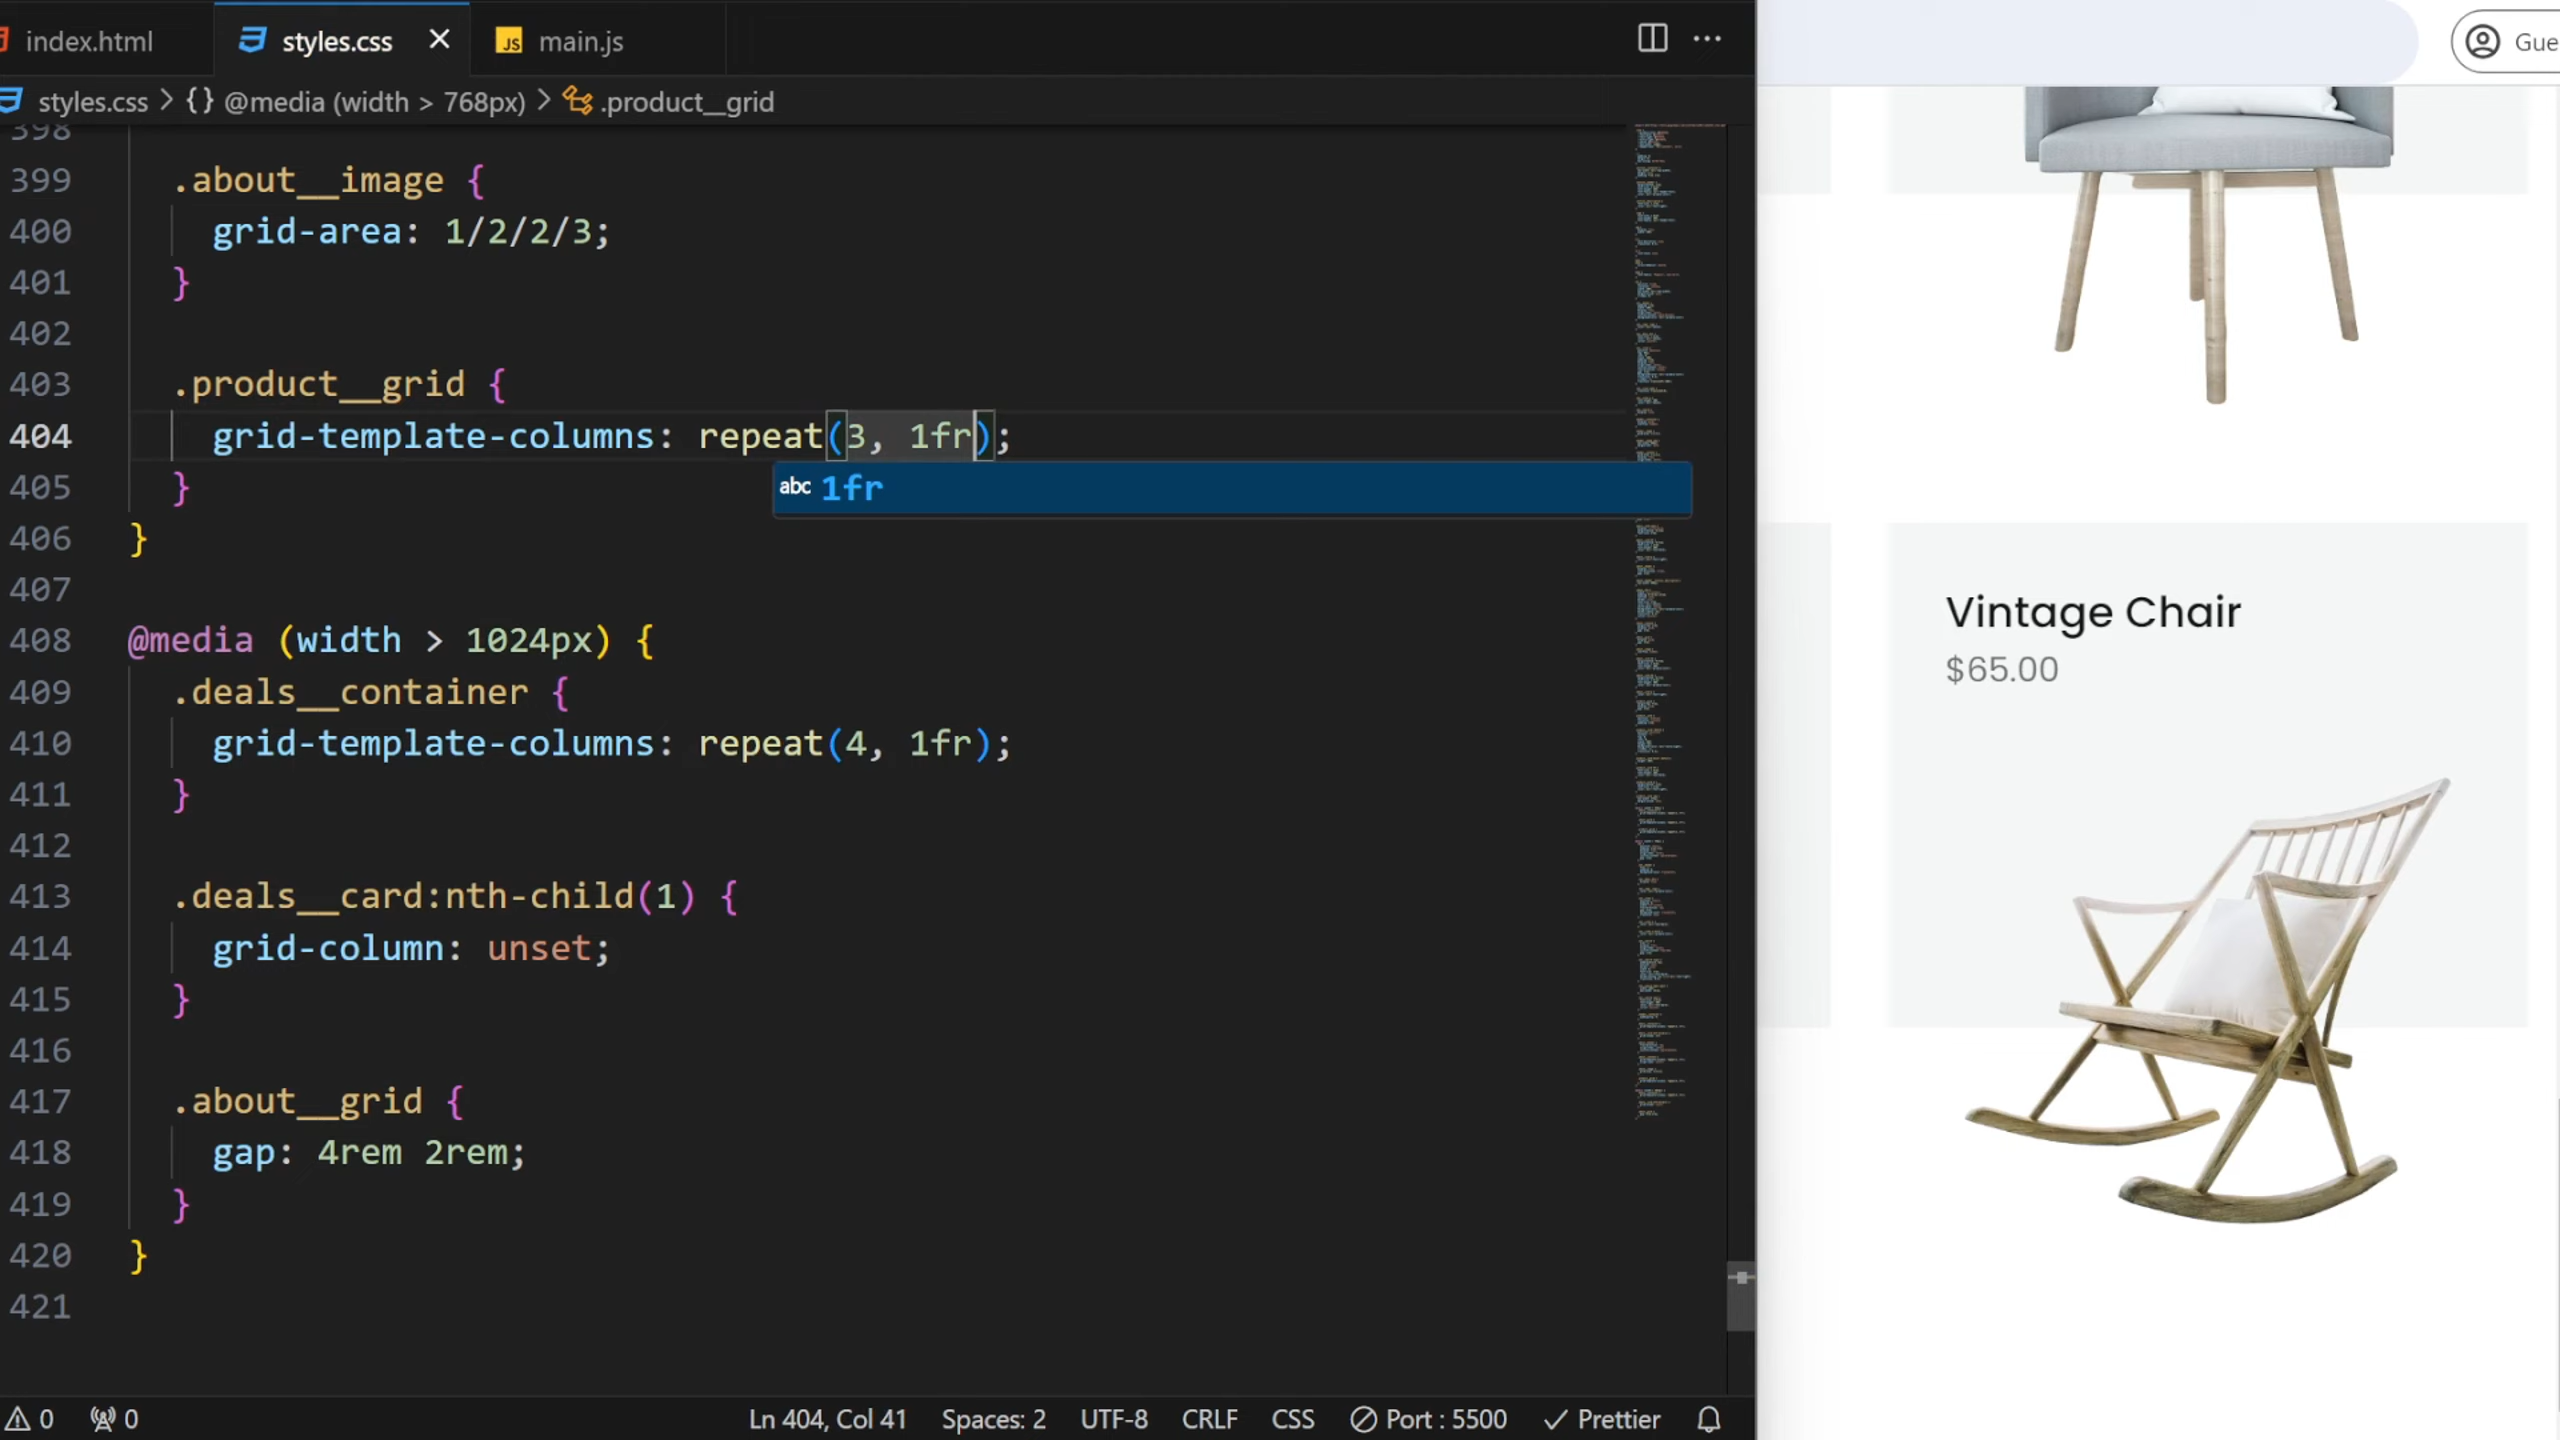 index.html styles.css main.js
Gue
styles.css > {} @media (width > 768px) > .product__grid
398
399 .about__image {
400 grid-area: 1/2/2/3;
401 }
402
403 .product__grid {
404 grid-template-columns: repeat(3, 1fr);
405 }
abc 1fr
406 }
407
408 @media (width > 1024px) {
409 .deals__container {
410 grid-template-columns: repeat(4, 1fr);
411 }
412
413 .deals__card:nth-child(1) {
414 grid-column: unset;
415 }
416
417 .about__grid {
418 gap: 4rem 2rem;
419 }
420 }
421
Vintage Chair
$65.00
0 0 Ln 404, Col 41 Spaces: 2 UTF-8 CRLF CSS Port : 5500 Prettier